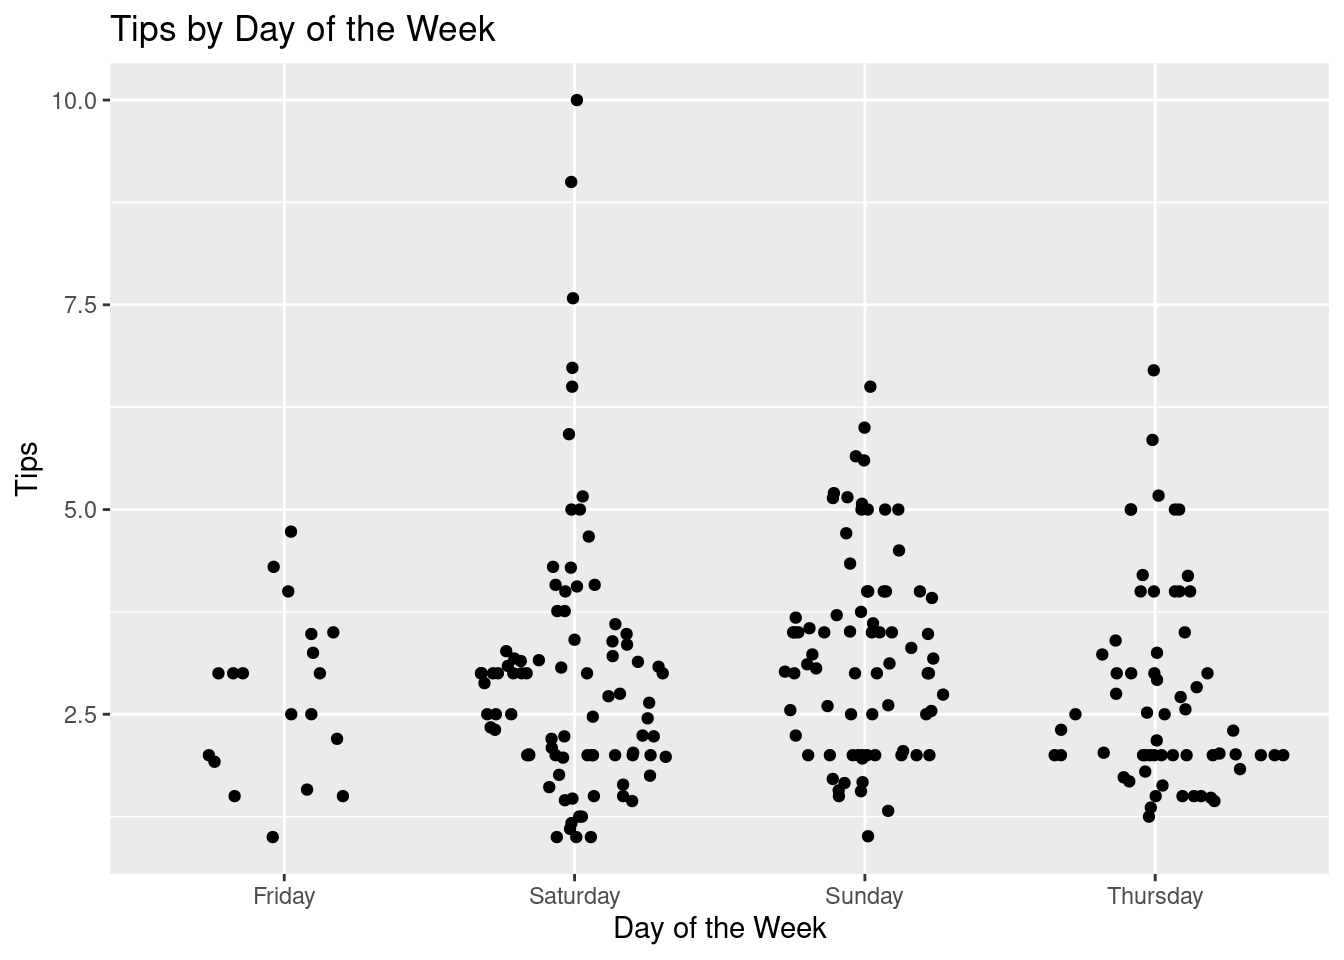 Tips by Day of the Week
10.0
7.5
5.0
2.5
Tips
Friday Saturday Sunday Thursday
Day of the Week